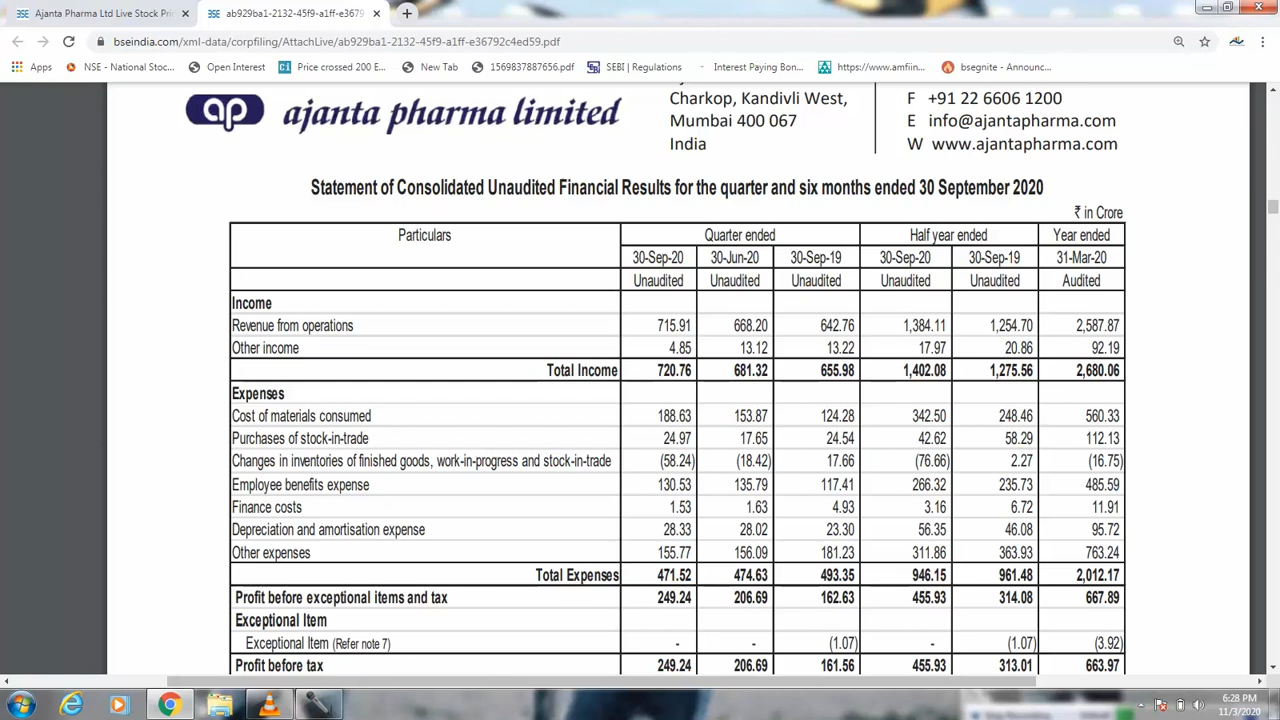 Ajanta Pharma Ltd Live Stock Pri
ab929ba1-2132-45f9-a1ff-e3679
bseindia.com/xml-data/corpfiling/AttachLive/ab929ba1-2132-45f9-a1ff-e36792c4ed59.pdf
Apps NSE - National Stoc... Open Interest Price crossed 200 E... New Tab 1569837887656.pdf SEBI | Regulations Interest Paying Bon... https://www.amfiin... bsegnite - Announc...
ap ajanta pharma limited
Charkop, Kandivli West,
Mumbai 400 067
India
F +91 22 6606 1200
E info@ajantapharma.com
W www.ajantapharma.com
Statement of Consolidated Unaudited Financial Results for the quarter and six months ended 30 September 2020
₹ in Crore
Particulars Quarter ended Half year ended Year ended
30-Sep-20 30-Jun-20 30-Sep-19 30-Sep-20 30-Sep-19 31-Mar-20
Unaudited Unaudited Unaudited Unaudited Unaudited Audited
Income
Revenue from operations 715.91 668.20 642.76 1,384.11 1,254.70 2,587.87
Other income 4.85 13.12 13.22 17.97 20.86 92.19
Total Income 720.76 681.32 655.98 1,402.08 1,275.56 2,680.06
Expenses
Cost of materials consumed 188.63 153.87 124.28 342.50 248.46 560.33
Purchases of stock-in-trade 24.97 17.65 24.54 42.62 58.29 112.13
Changes in inventories of finished goods, work-in-progress and stock-in-trade (58.24) (18.42) 17.66 (76.66) 2.27 (16.75)
Employee benefits expense 130.53 135.79 117.41 266.32 235.73 485.59
Finance costs 1.53 1.63 4.93 3.16 6.72 11.91
Depreciation and amortisation expense 28.33 28.02 23.30 56.35 46.08 95.72
Other expenses 155.77 156.09 181.23 311.86 363.93 763.24
Total Expenses 471.52 474.63 493.35 946.15 961.48 2,012.17
Profit before exceptional items and tax 249.24 206.69 162.63 455.93 314.08 667.89
Exceptional Item
Exceptional Item (Refer note 7) - - (1.07) - (1.07) (3.92)
Profit before tax 249.24 206.69 161.56 455.93 313.01 663.97
6:28 PM
11/3/2020